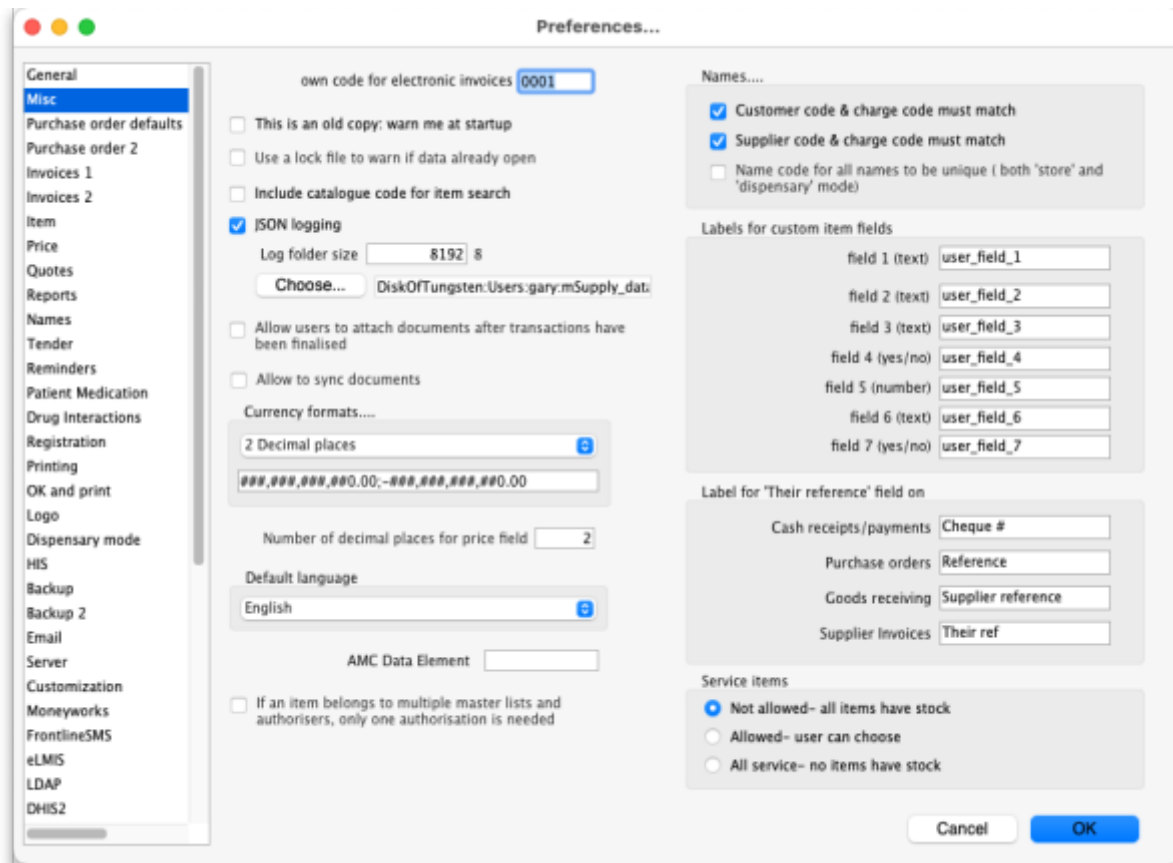 Preferences...
General
Misc
Purchase order defaults
Purchase order 2
Invoices 1
Invoices 2
Item
Price
Quotes
Reports
Names
Tender
Reminders
Patient Medication
Drug Interactions
Registration
Printing
OK and print
Logo
Dispensary mode
HIS
Backup
Backup 2
Email
Server
Customization
Moneyworks
FrontlineSMS
eLMIS
LDAP
DHIS2
own code for electronic invoices 0001
This is an old copy: warn me at startup
Use a lock file to warn if data already open
Include catalogue code for item search
JSON logging
Log folder size 8192 8
Choose... DiskOfTungsten:Users:gary:mSupply_data
Allow users to attach documents after transactions have
been finalised
Allow to sync documents
Currency formats....
2 Decimal places
###,###,###,##0.00;-###,###,###,##0.00
Number of decimal places for price field 2
Default language
English
AMC Data Element
If an item belongs to multiple master lists and
authorisers, only one authorisation is needed
Names....
Customer code & charge code must match
Supplier code & charge code must match
Name code for all names to be unique ( both 'store' and
'dispensary' mode)
Labels for custom item fields
field 1 (text) user_field_1
field 2 (text) user_field_2
field 3 (text) user_field_3
field 4 (yes/no) user_field_4
field 5 (number) user_field_5
field 6 (text) user_field_6
field 7 (yes/no) user_field_7
Label for 'Their reference' field on
Cash receipts/payments Cheque #
Purchase orders Reference
Goods receiving Supplier reference
Supplier Invoices Their ref
Service items
Not allowed- all items have stock
Allowed- user can choose
All service- no items have stock
Cancel OK